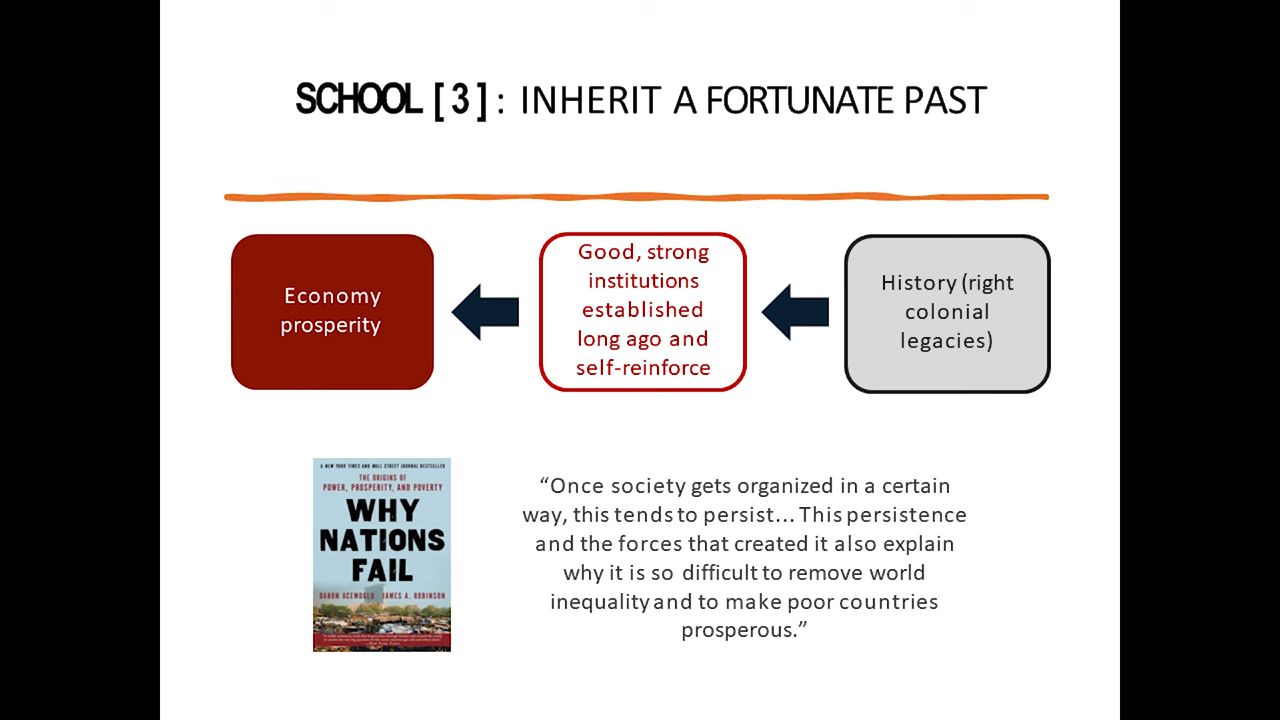 SCHOOL [ 3 ] : INHERIT A FORTUNATE PAST
Economy
prosperity
Good, strong
institutions
established
long ago and
self-reinforce
History (right
colonial
legacies)
A NEW YORK TIMES AND WALL STREET JOURNAL BESTSELLER
THE ORIGINS OF
POWER, PROSPERITY, AND POVERTY
WHY
NATIONS
FAIL
DARON ACEMOGLU JAMES A. ROBINSON
“Once society gets organized in a certain
way, this tends to persist... This persistence
and the forces that created it also explain
why it is so difficult to remove world
inequality and to make poor countries
prosperous.”